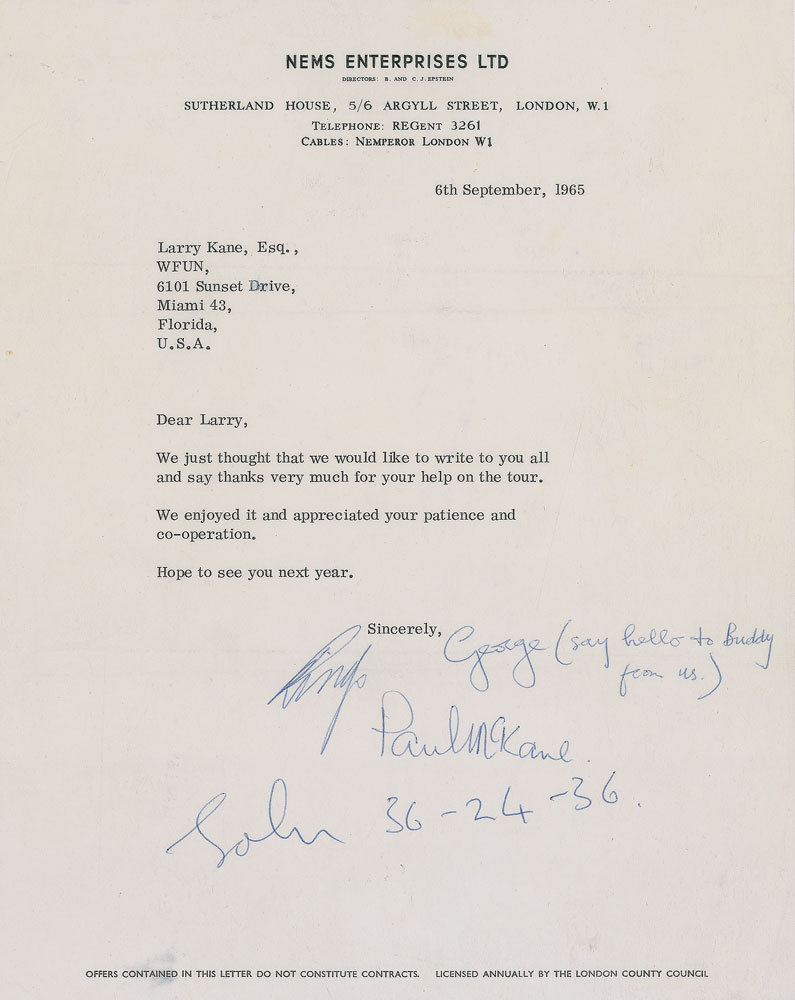 NEMS ENTERPRISES LTD
DIRECTORS: B. AND C. J. EPSTEIN
SUTHERLAND HOUSE, 5/6 ARGYLL STREET, LONDON, W.1
TELEPHONE: REGENT 3261
CABLES: NEMPEROR LONDON W1
6th September, 1965
Larry Kane, Esq.,
WFUN,
6101 Sunset Drive,
Miami 43,
Florida,
U.S.A.
Dear Larry,
We just thought that we would like to write to you all
and say thanks very much for your help on the tour.
We enjoyed it and appreciated your patience and
co-operation.
Hope to see you next year.
Sincerely,
George (say hello to Buddy
from us.)
Ringo
Paul McKane.
John 36-24-36.
OFFERS CONTAINED IN THIS LETTER DO NOT CONSTITUTE CONTRACTS. LICENSED ANNUALLY BY THE LONDON COUNTY COUNCIL